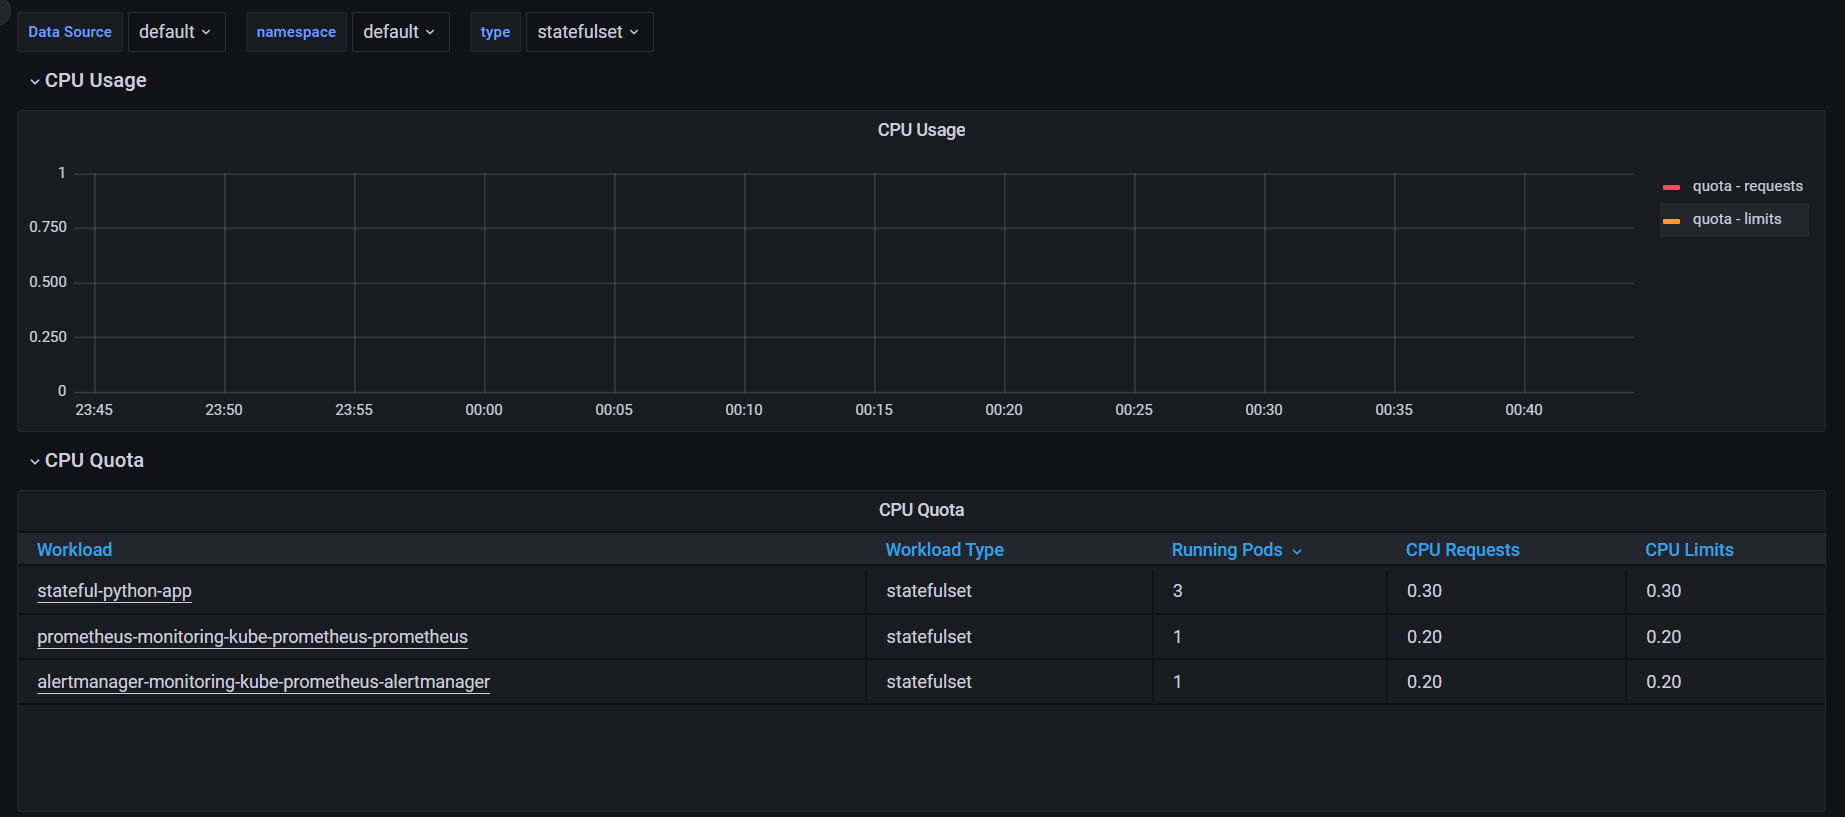 Data Source default namespace default type statefulset
CPU Usage
CPU Usage
1
0.750
0.500
0.250
0
23:45 23:50 23:55 00:00 00:05 00:10 00:15 00:20 00:25 00:30 00:35 00:40
quota - requests
quota - limits
CPU Quota
CPU Quota
Workload Workload Type Running Pods CPU Requests CPU Limits
stateful-python-app statefulset 3 0.30 0.30
prometheus-monitoring-kube-prometheus-prometheus statefulset 1 0.20 0.20
alertmanager-monitoring-kube-prometheus-alertmanager statefulset 1 0.20 0.20